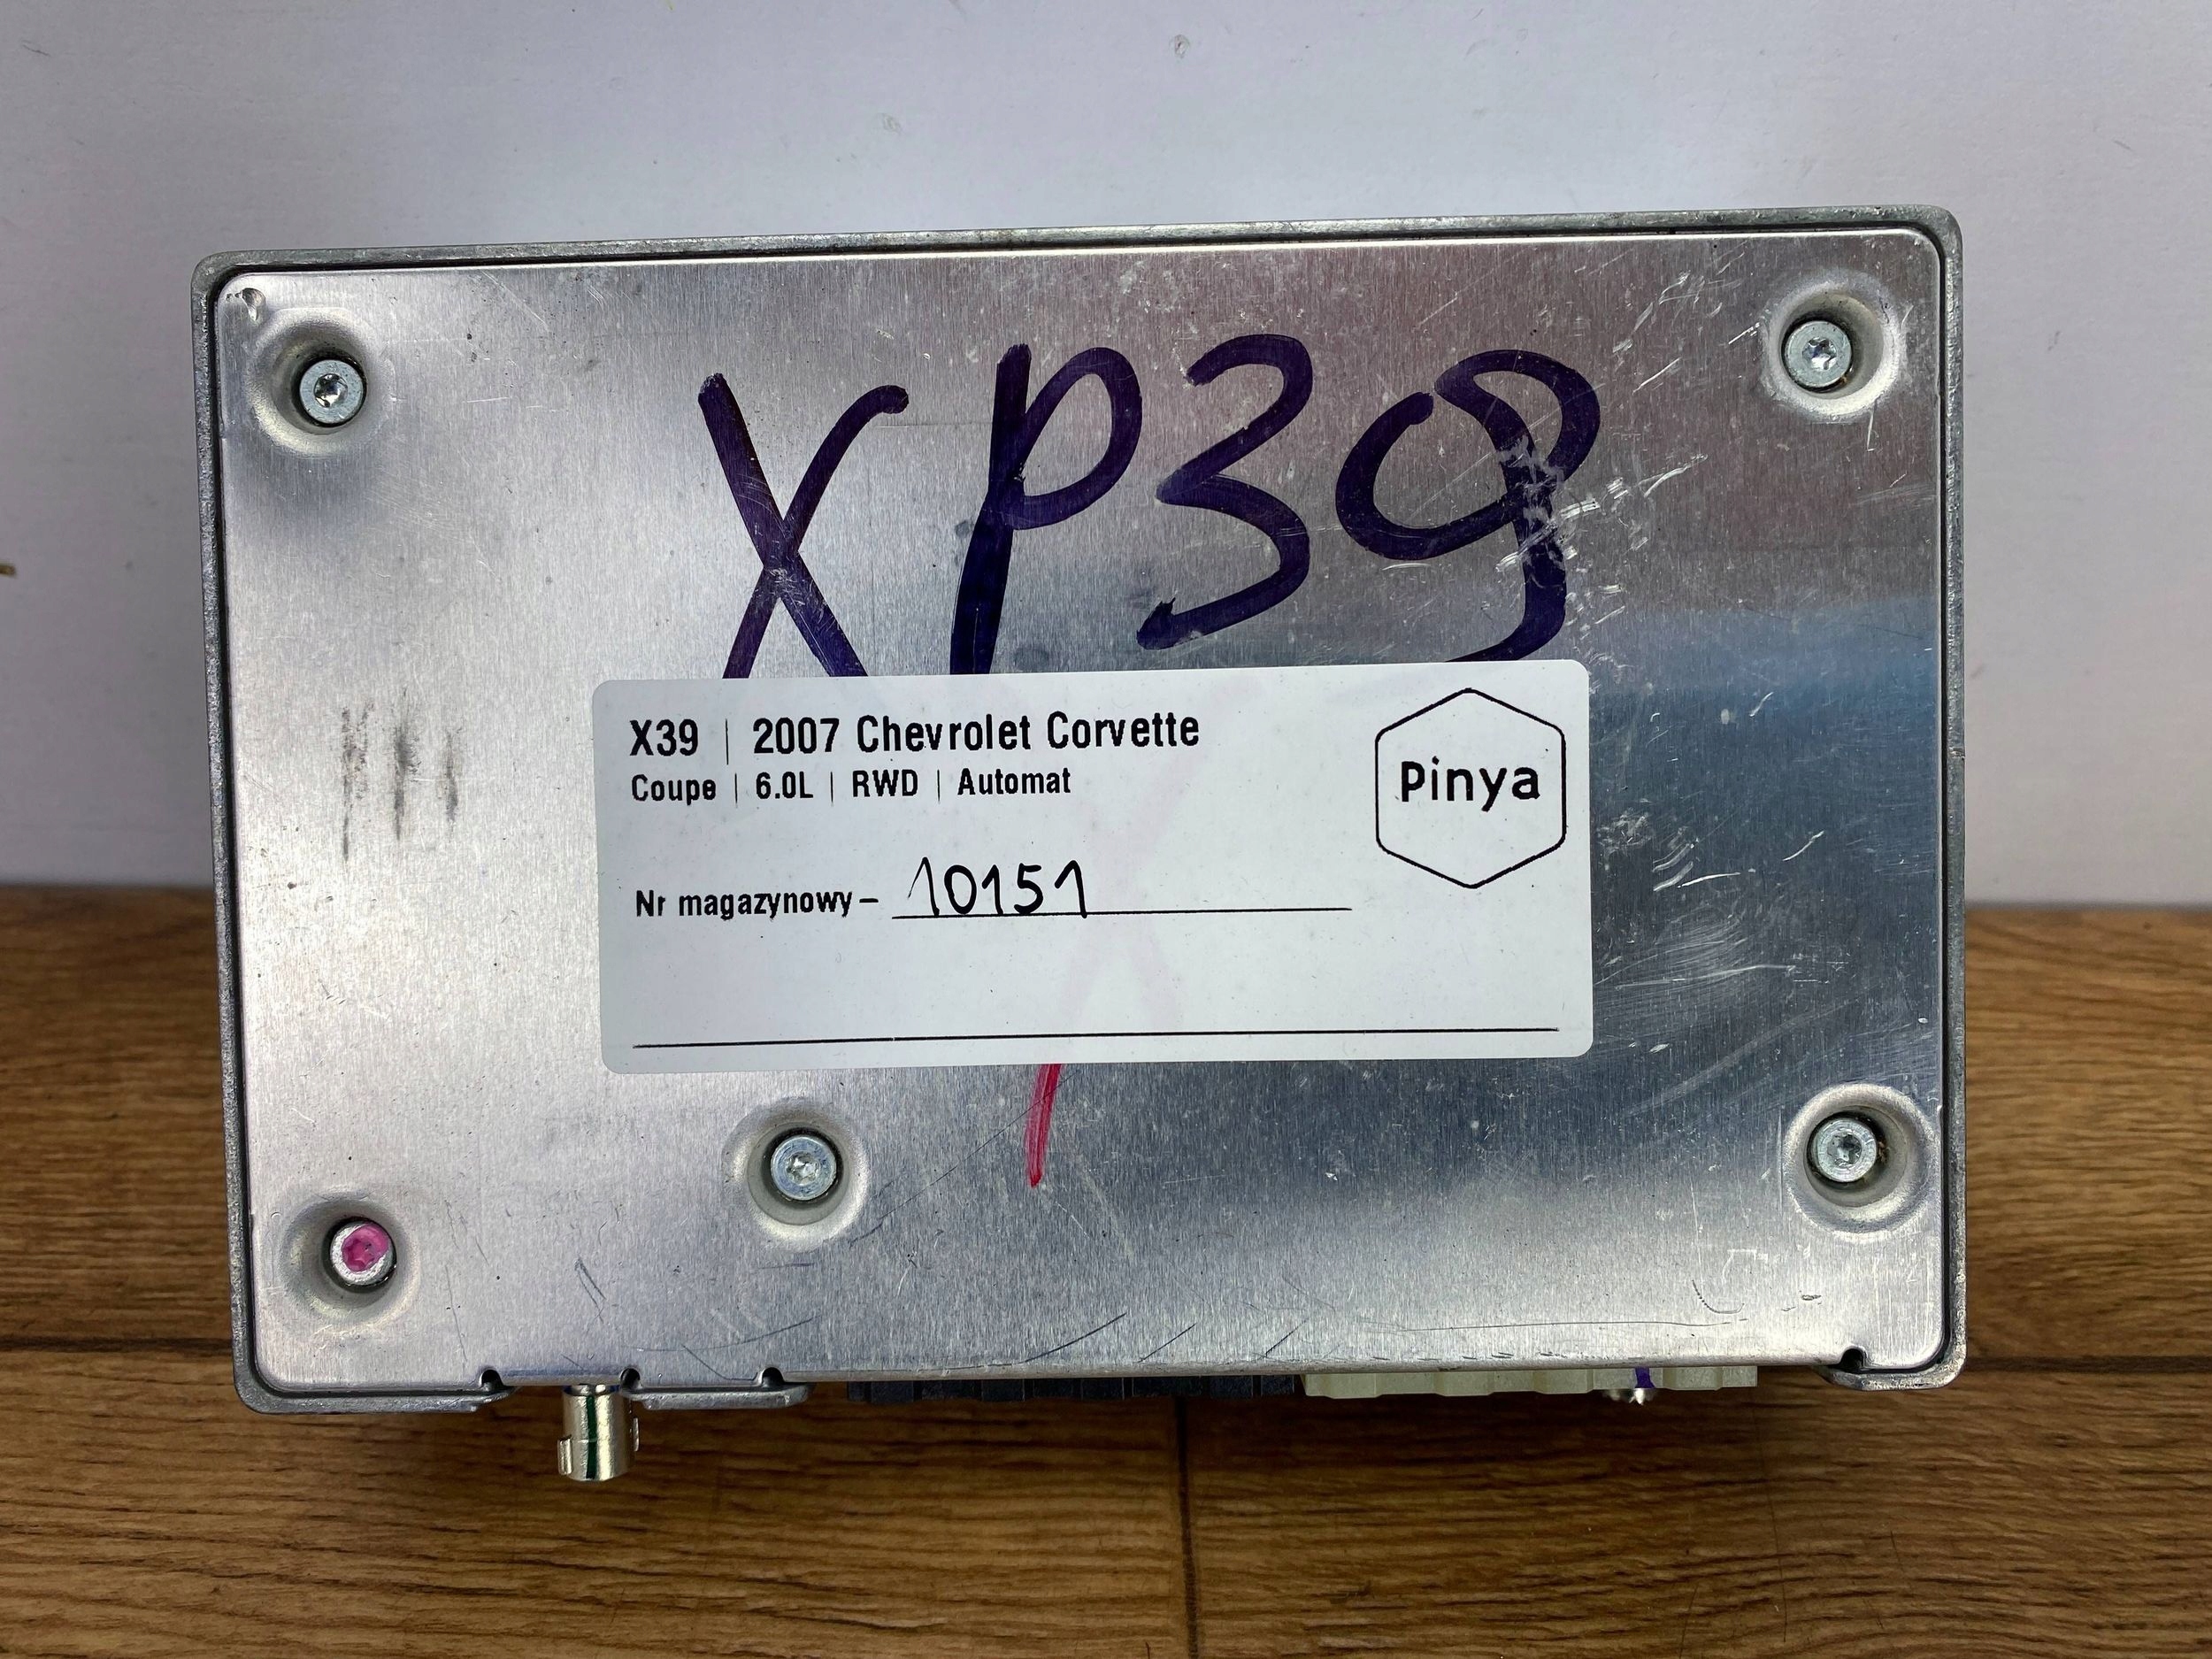 XP39
X39 | 2007 Chevrolet Corvette
Coupe | 6.0L | RWD | Automat
Pinya
Nr magazynowy – 10151